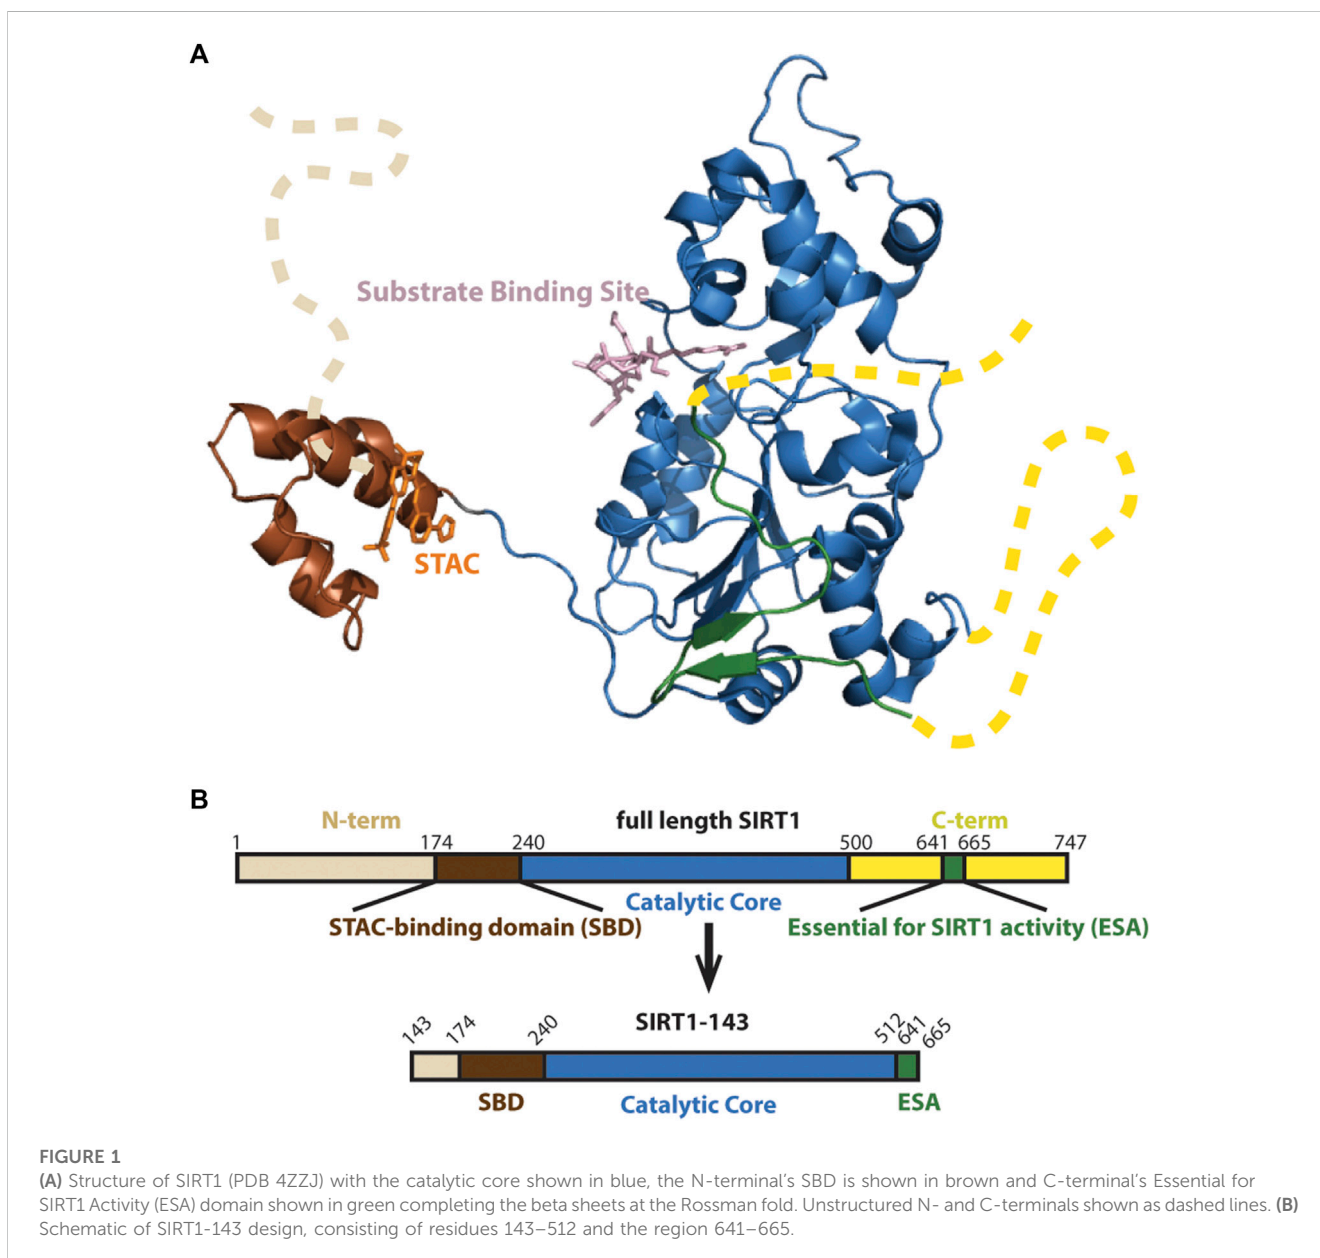 A
Substrate Binding Site
STAC
B
N-term full length SIRT1 C-term
1 174 240 500 641 665 747
Catalytic Core
STAC-binding domain (SBD) Essential for SIRT1 activity (ESA)
SIRT1-143
143 174 240 512 641 665
SBD Catalytic Core ESA
FIGURE 1
(A) Structure of SIRT1 (PDB 4ZZJ) with the catalytic core shown in blue, the N-terminal’s SBD is shown in brown and C-terminal’s Essential for
SIRT1 Activity (ESA) domain shown in green completing the beta sheets at the Rossman fold. Unstructured N- and C-terminals shown as dashed lines. (B)
Schematic of SIRT1-143 design, consisting of residues 143–512 and the region 641–665.